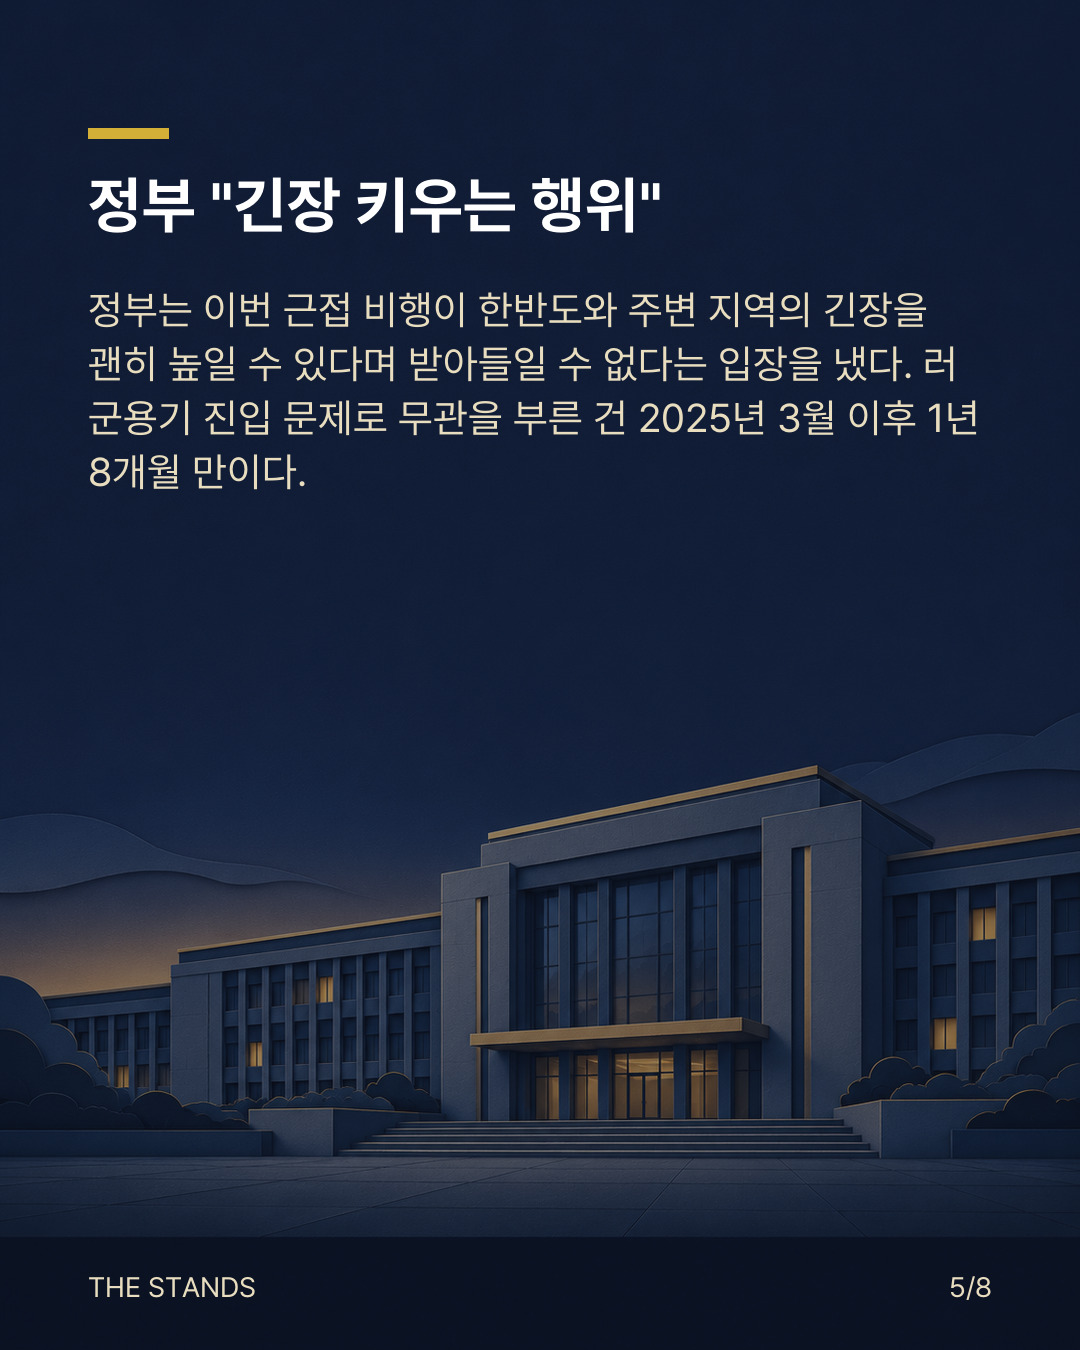 정부 "긴장 키우는 행위"
정부는 이번 근접 비행이 한반도와 주변 지역의 긴장을
괜히 높일 수 있다며 받아들일 수 없다는 입장을 냈다. 러
군용기 진입 문제로 무관을 부른 건 2025년 3월 이후 1년
8개월 만이다.
THE STANDS
5/8